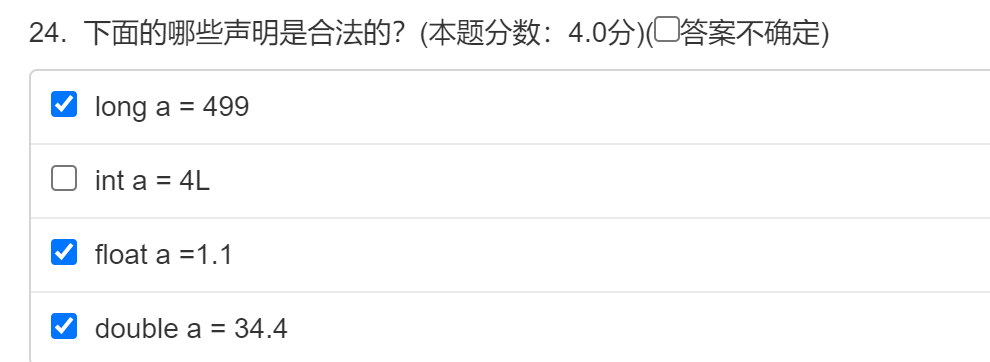 24. 下面的哪些声明是合法的？(本题分数：4.0分)(答案不确定)
long a = 499
int a = 4L
float a =1.1
double a = 34.4